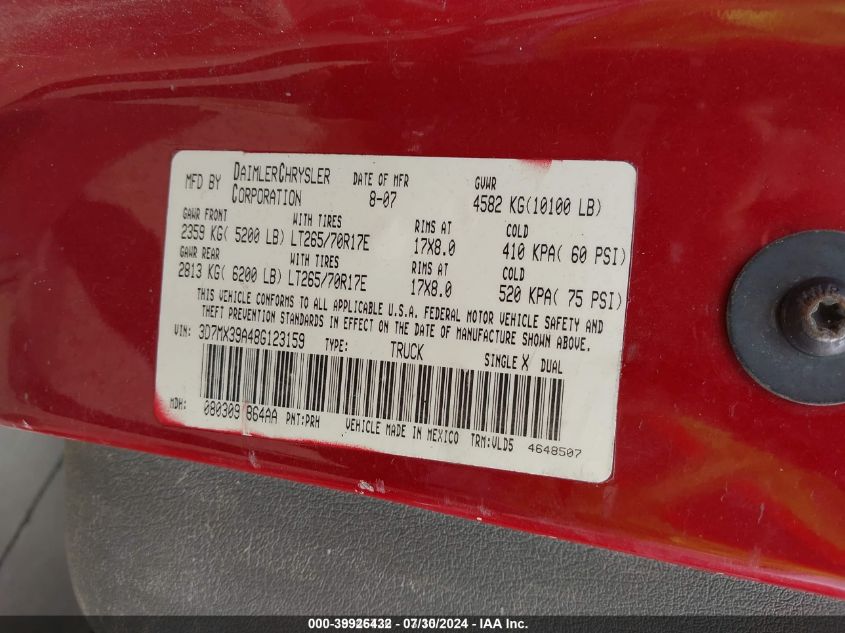 MFD BY DAIMLERCHRYSLER CORPORATION DATE OF MFR 8-07 GVWR 4582 KG(10100 LB)
GAWR FRONT WITH TIRES RIMS AT COLD
2359 KG( 5200 LB) LT265/70R17E 17X8.0 410 KPA( 60 PSI)
GAWR REAR WITH TIRES RIMS AT COLD
2813 KG( 6200 LB) LT265/70R17E 17X8.0 520 KPA( 75 PSI)
THIS VEHICLE CONFORMS TO ALL APPLICABLE U.S.A. FEDERAL MOTOR VEHICLE SAFETY AND
THEFT PREVENTION STANDARDS IN EFFECT ON THE DATE OF MANUFACTURE SHOWN ABOVE.
VIN: 3D7MX39A48G123159 TYPE: TRUCK SINGLE X DUAL
MDH: 080309 864AA PNT:PRH VEHICLE MADE IN MEXICO TRM:VLD5 4648507
000-39926432 - 07/30/2024 - IAAI.com